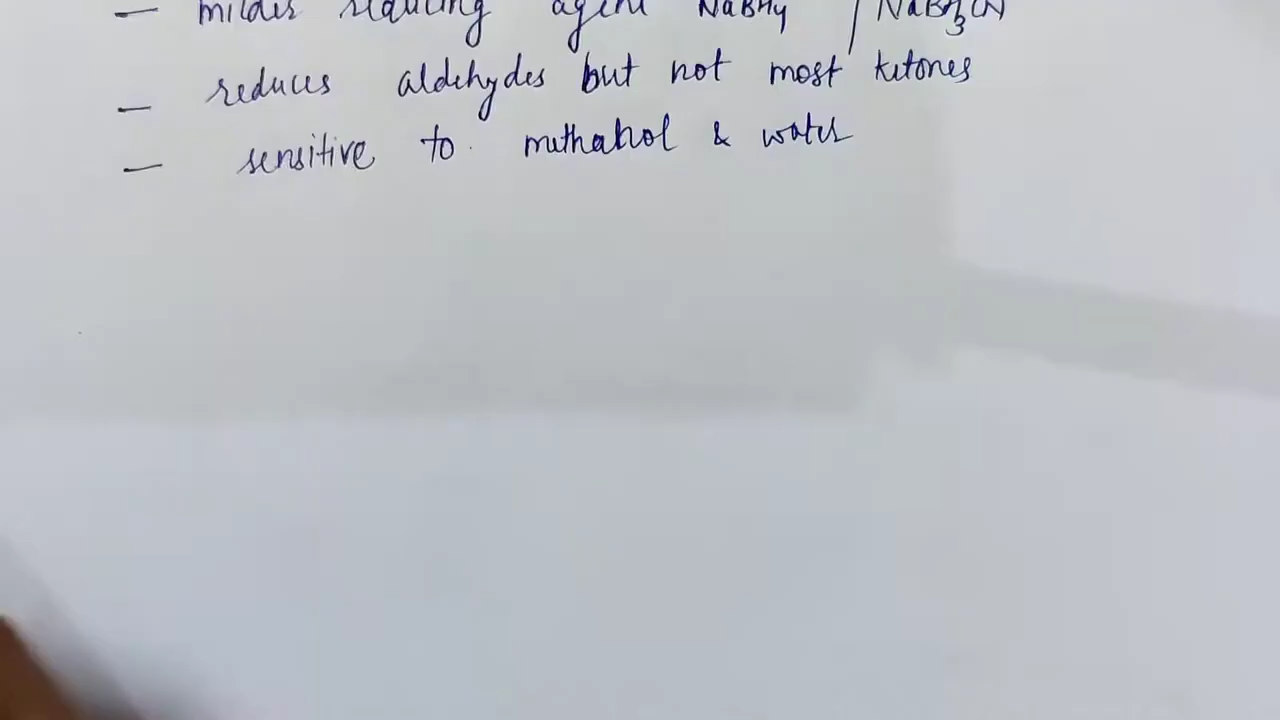 — milder reducing agent NaBH4 / NaBH3CN
— reduces aldehydes but not most ketones
— sensitive to methanol & water